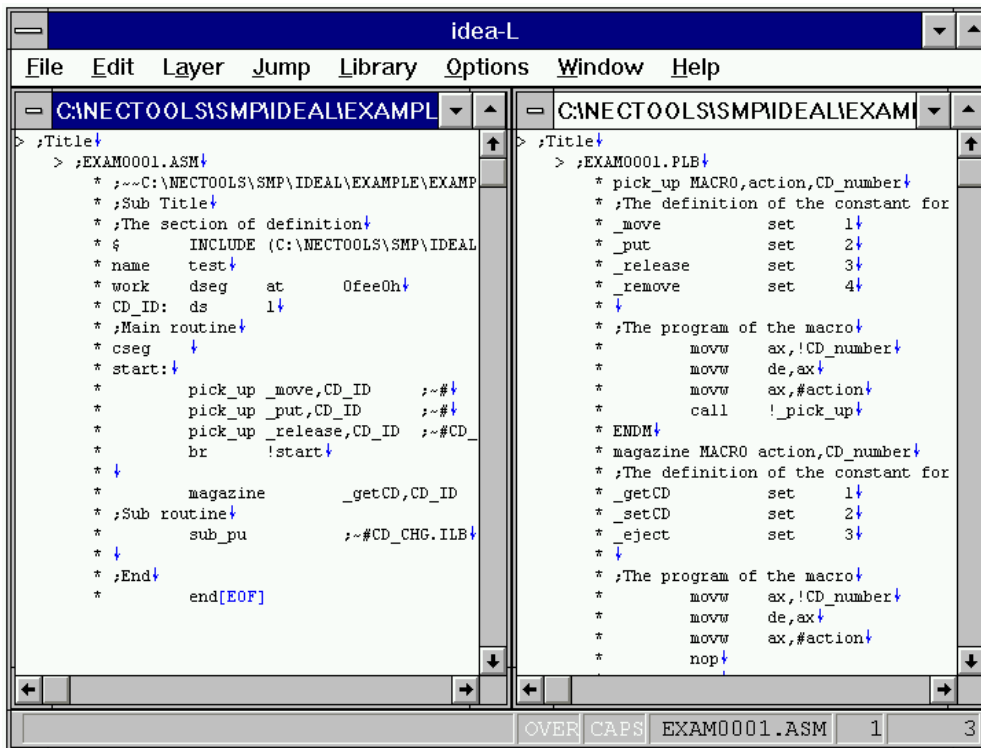 idea-L
File Edit Layer Jump Library Options Window Help
C:\NECTOOLS\SMP\IDEAL\EXAMPL
> ;Title↓
> ;EXAM0001.ASM↓
* ;~~C:\NECTOOLS\SMP\IDEAL\EXAMPLE\EXAMP
* ;Sub Title↓
* ;The section of definition↓
* $ INCLUDE (C:\NECTOOLS\SMP\IDEAL
* name test↓
* work dseg at 0fee0h↓
* CD_ID: ds 1↓
* ;Main routine↓
* cseg ↓
* start:↓
* pick_up _move,CD_ID ;~#↓
* pick_up _put,CD_ID ;~#↓
* pick_up _release,CD_ID ;~#CD_
* br !start↓
* ↓
* magazine _getCD,CD_ID
* ;Sub routine↓
* sub_pu ;~#CD_CHG.ILB↓
* ↓
* ;End↓
* end[EOF]
C:\NECTOOLS\SMP\IDEAL\EXAMI
> ;Title↓
> ;EXAM0001.PLB↓
* pick_up MACRO,action,CD_number↓
* ;The definition of the constant for
* _move set 1↓
* _put set 2↓
* _release set 3↓
* _remove set 4↓
* ↓
* ;The program of the macro↓
* movw ax,!CD_number↓
* movw de,ax↓
* movw ax,#action↓
* call !_pick_up↓
* ENDM↓
* magazine MACRO action,CD_number↓
* ;The definition of the constant for
* _getCD set 1↓
* _setCD set 2↓
* _eject set 3↓
* ↓
* ;The program of the macro↓
* movw ax,!CD_number↓
* movw de,ax↓
* movw ax,#action↓
* nop↓
OVER CAPS EXAM0001.ASM 1 3